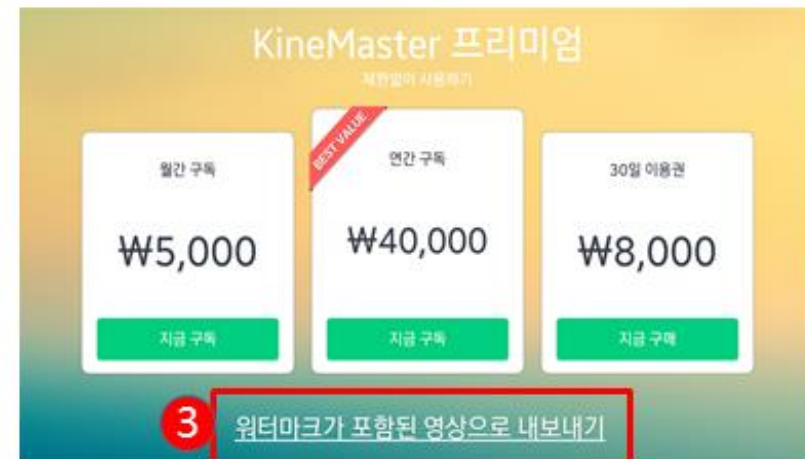 KineMaster 프리미엄
제한없이 사용하기
BEST VALUE
월간 구독
₩5,000
지금 구독
연간 구독
₩40,000
지금 구독
30일 이용권
₩8,000
지금 구매
3
워터마크가 포함된 영상으로 내보내기